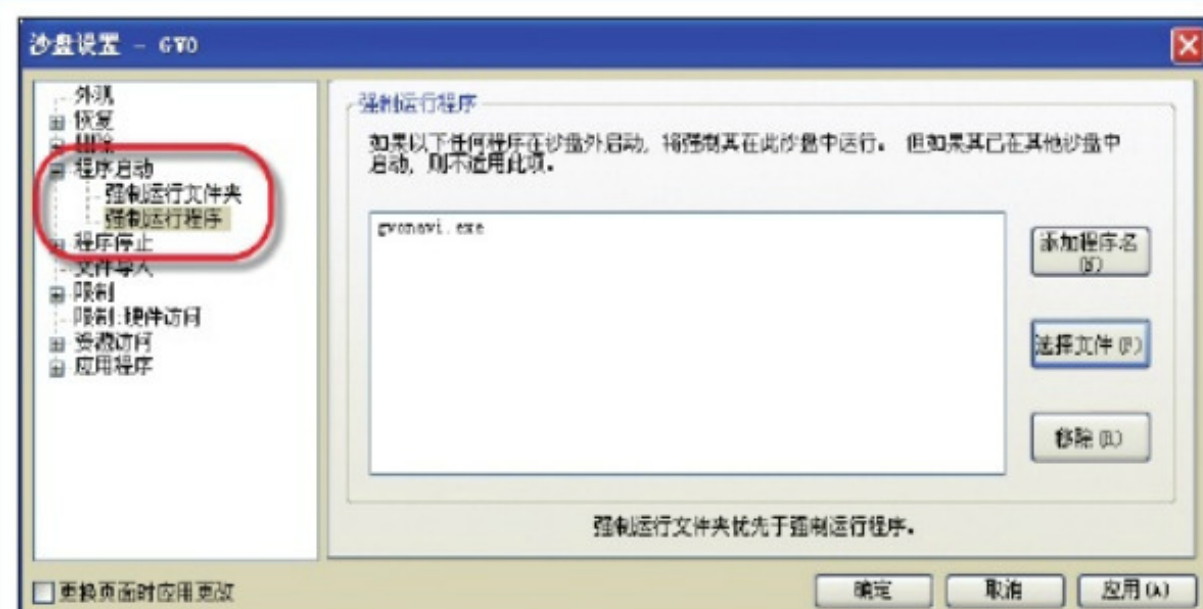 沙盘设置 - GVO
外观
恢复
删除
程序启动
强制运行文件夹
强制运行程序
程序停止
文件导入
限制
限制:硬件访问
资源访问
应用程序
强制运行程序
如果以下任何程序在沙盘外启动, 将强制其在此沙盘中运行。 但如果其已在其他沙盘中
启动, 则不适用此项。
gvonavi.exe
添加程序名
(N)
选择文件(F)
移除(R)
强制运行文件夹优先于强制运行程序。
更换页面时应用更改
确定
取消
应用(A)